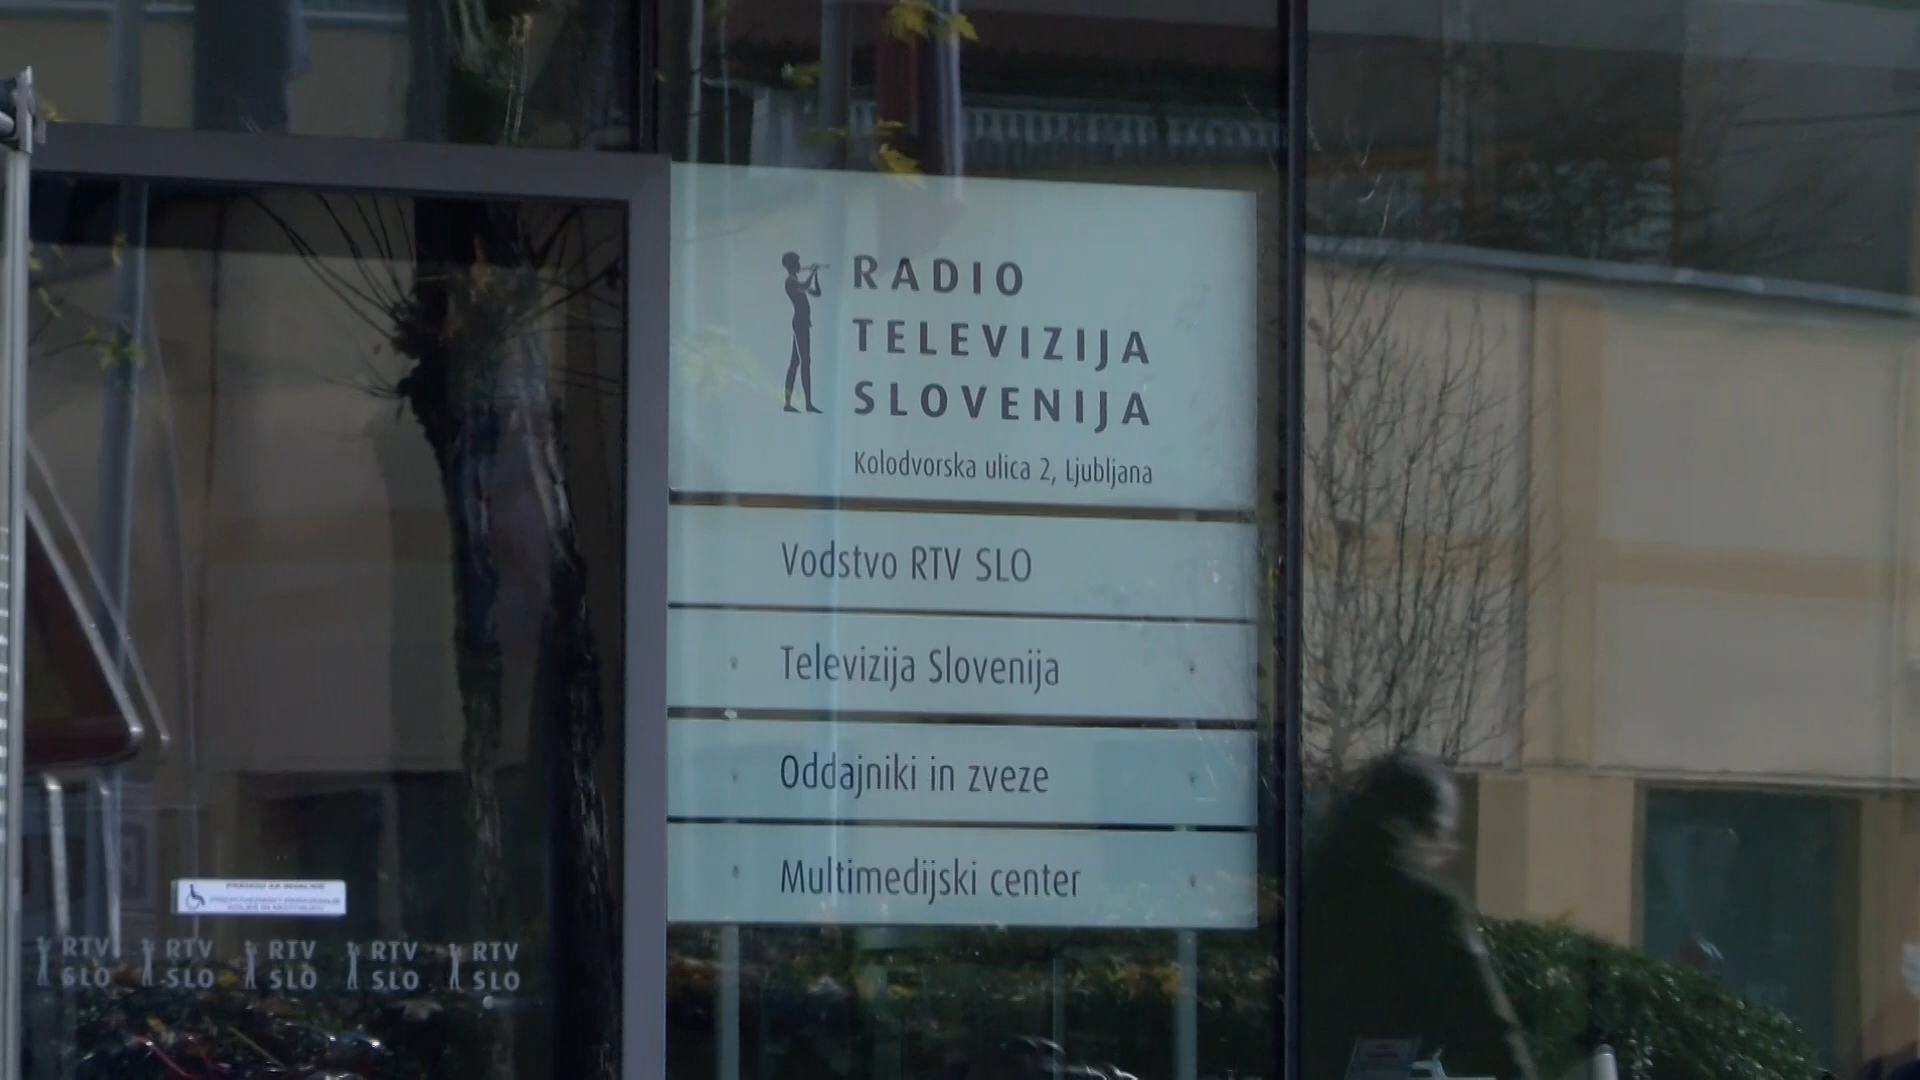 RADIO
TELEVIZIJA
SLOVENIJA
Kolodvorska ulica 2, Ljubljana
Vodstvo RTV SLO
Televizija Slovenija
Oddajniki in zveze
Multimedijski center
RTV SLO
RTV SLO
RTV SLO
RTV SLO
RTV SLO